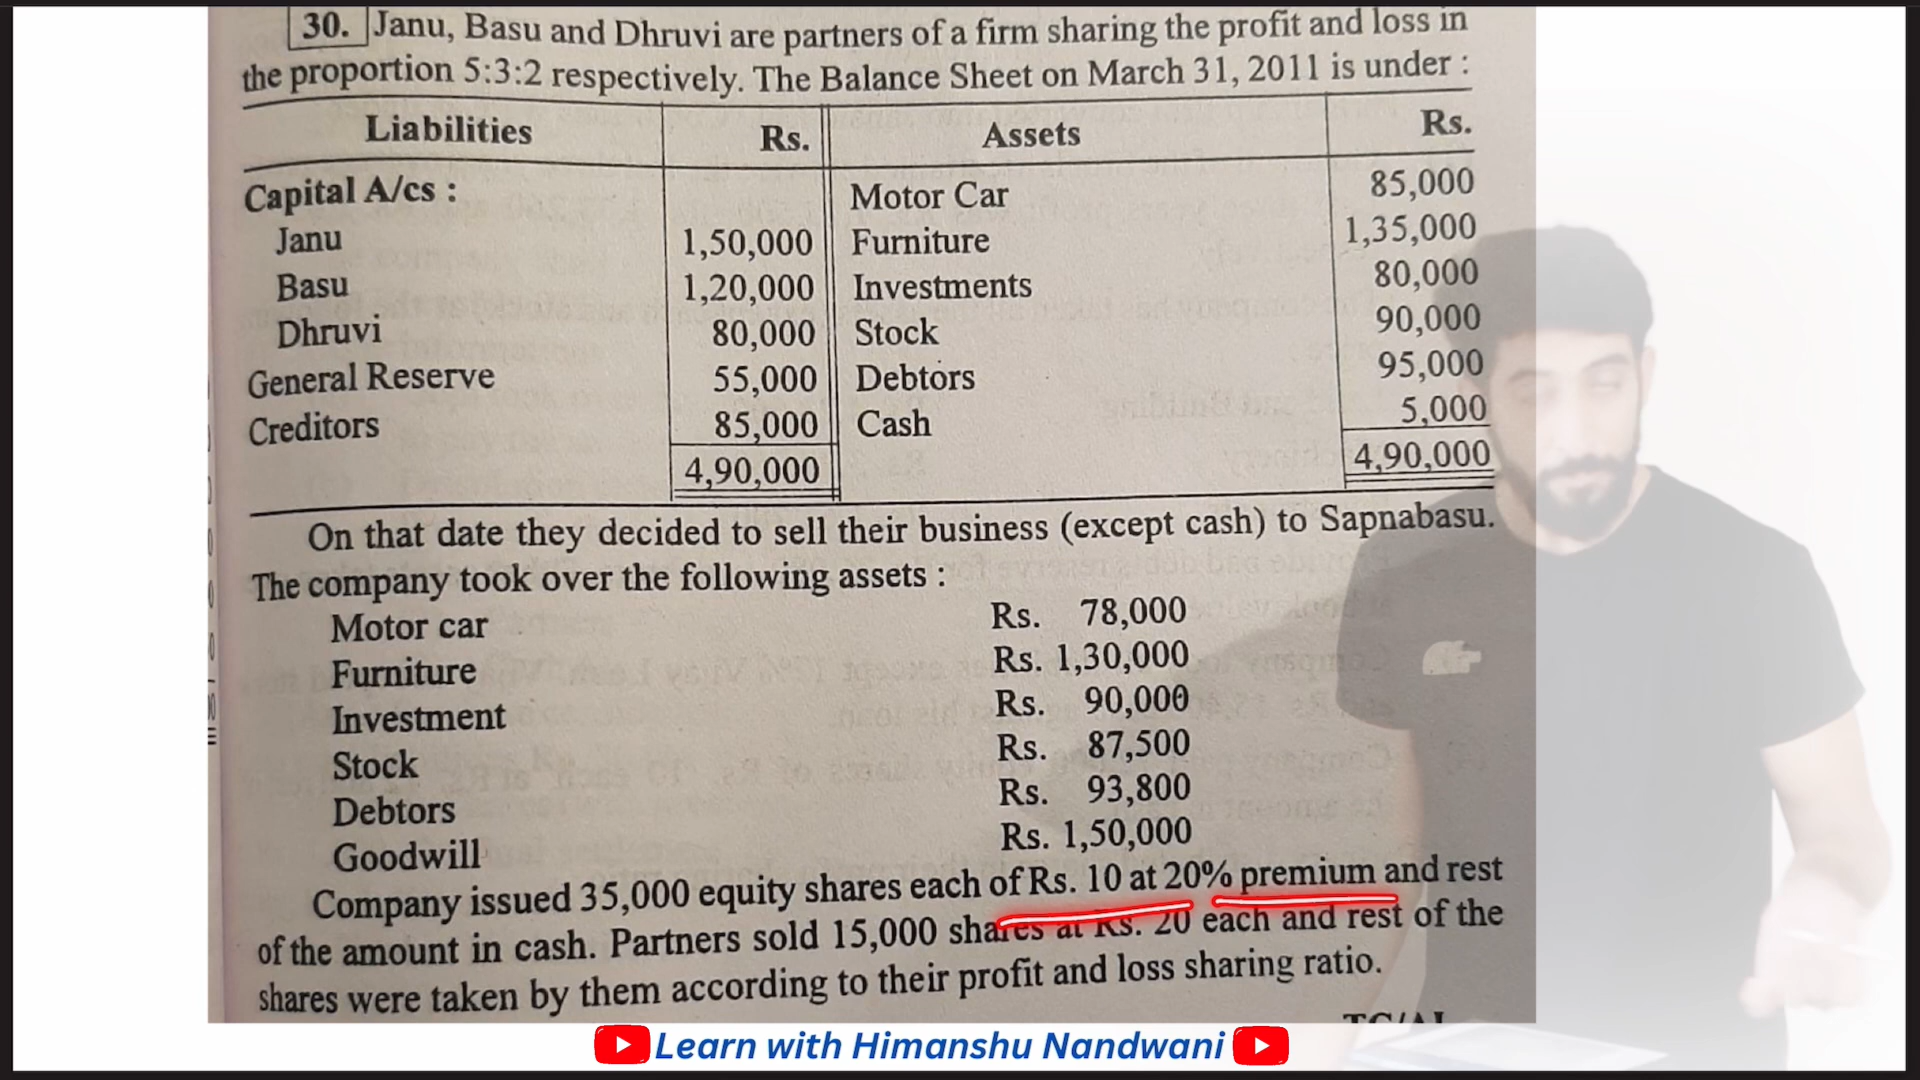 30. Janu, Basu and Dhruvi are partners of a firm sharing the profit and loss in
the proportion 5:3:2 respectively. The Balance Sheet on March 31, 2011 is under :
Liabilities Rs. Assets Rs.
Capital A/cs : Motor Car 85,000
Janu 1,50,000 Furniture 1,35,000
Basu 1,20,000 Investments 80,000
Dhruvi 80,000 Stock 90,000
General Reserve 55,000 Debtors 95,000
Creditors 85,000 Cash 5,000
4,90,000 4,90,000
On that date they decided to sell their business (except cash) to Sapnabasu.
The company took over the following assets :
Motor car Rs. 78,000
Furniture Rs. 1,30,000
Investment Rs. 90,000
Stock Rs. 87,500
Debtors Rs. 93,800
Goodwill Rs. 1,50,000
Company issued 35,000 equity shares each of Rs. 10 at 20% premium and rest
of the amount in cash. Partners sold 15,000 shares at Rs. 20 each and rest of the
shares were taken by them according to their profit and loss sharing ratio.
Learn with Himanshu Nandwani